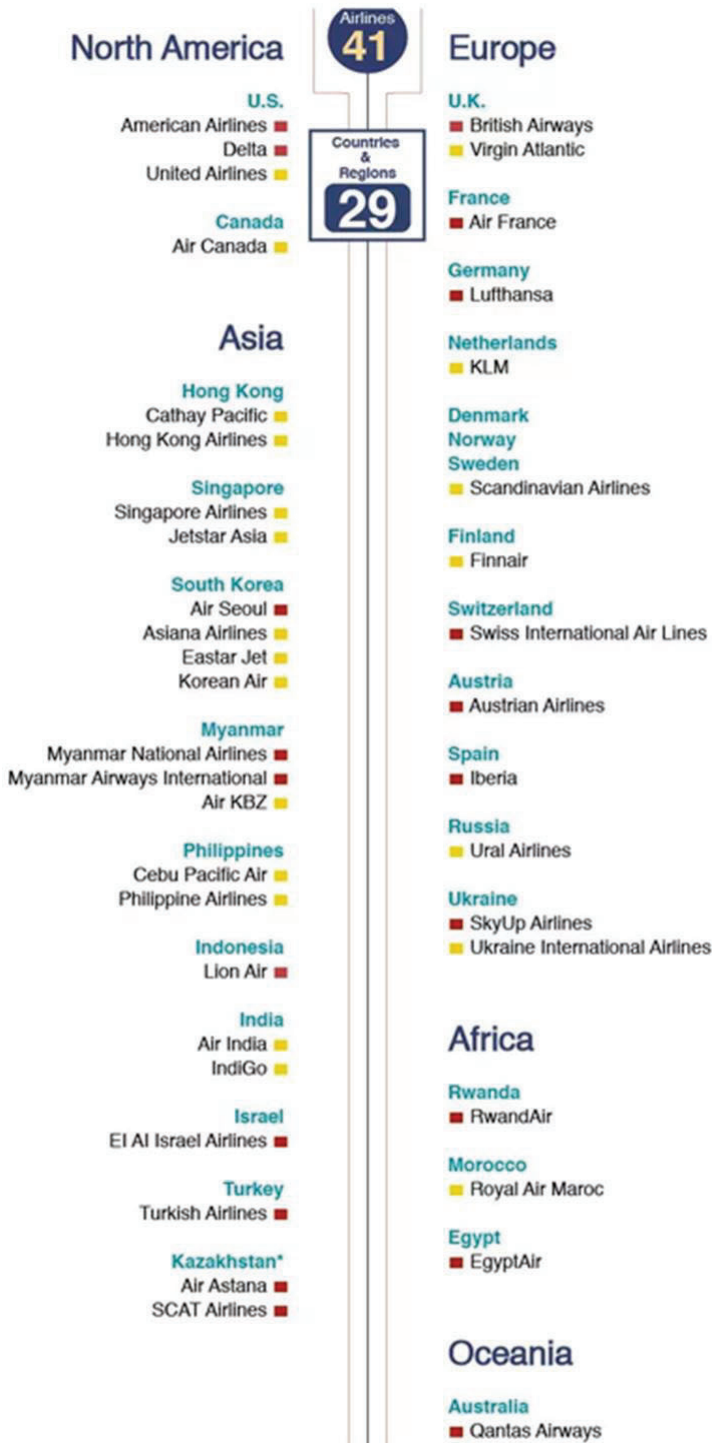 Airlines
41
Countries
&
Regions
29
North America
U.S.
American Airlines
Delta
United Airlines
Canada
Air Canada
Asia
Hong Kong
Cathay Pacific
Hong Kong Airlines
Singapore
Singapore Airlines
Jetstar Asia
South Korea
Air Seoul
Asiana Airlines
Eastar Jet
Korean Air
Myanmar
Myanmar National Airlines
Myanmar Airways International
Air KBZ
Philippines
Cebu Pacific Air
Philippine Airlines
Indonesia
Lion Air
India
Air India
IndiGo
Israel
EI AI Israel Airlines
Turkey
Turkish Airlines
Kazakhstan*
Air Astana
SCAT Airlines
Europe
U.K.
British Airways
Virgin Atlantic
France
Air France
Germany
Lufthansa
Netherlands
KLM
Denmark
Norway
Sweden
Scandinavian Airlines
Finland
Finnair
Switzerland
Swiss International Air Lines
Austria
Austrian Airlines
Spain
Iberia
Russia
Ural Airlines
Ukraine
SkyUp Airlines
Ukraine International Airlines
Africa
Rwanda
RwandAir
Morocco
Royal Air Maroc
Egypt
EgyptAir
Oceania
Australia
Qantas Airways